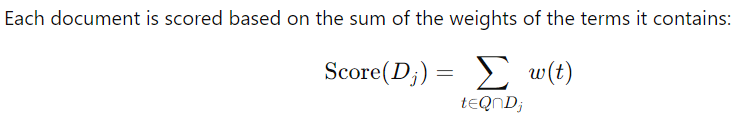 Each document is scored based on the sum of the weights of the terms it contains:
Score(D_j) = ∑_{t∈Q∩D_j} w(t)